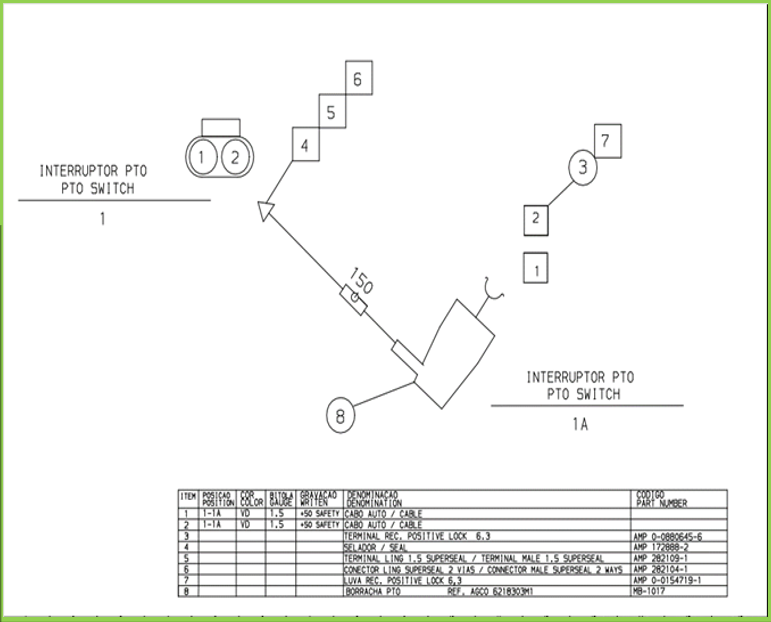 6
5
4
7
3
1 2
INTERRUPTOR PTO
PTO SWITCH
1
2
1
150
INTERRUPTOR PTO
PTO SWITCH
1A
8
ITEM POSICAO POSITION COR COLOR BITOLA GAUGE GRAVACAO WRITEN DENOMINACAO DENOMINATION CODIGO PART NUMBER
1 1-1A VD 1.5 +50 SAFETY CABO AUTO / CABLE
2 1-1A VD 1.5 +50 SAFETY CABO AUTO / CABLE
3 TERMINAL REC. POSITIVE LOCK 6.3 AMP 0-0880645-6
4 SELADOR / SEAL AMP 172888-2
5 TERMINAL LING 1.5 SUPERSEAL / TERMINAL MALE 1.5 SUPERSEAL AMP 282109-1
6 CONECTOR LING SUPERSEAL 2 VIAS / CONNECTOR MALE SUPERSEAL 2 WAYS AMP 282104-1
7 LUVA REC. POSITIVE LOCK 6,3 AMP 0-0154719-1
8 BORRACHA PTO REF. AGCO 6218303M1 MB-1017